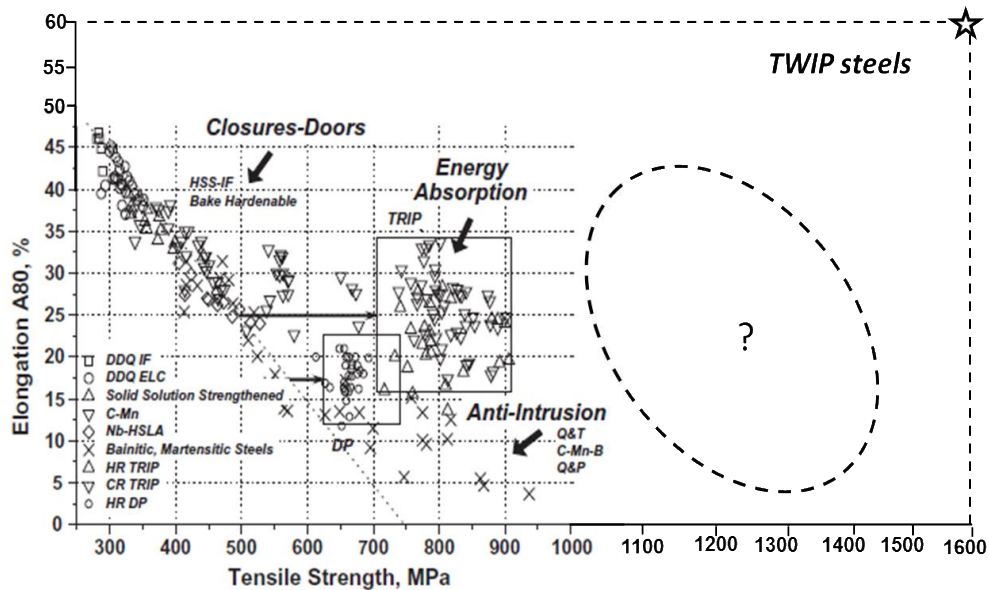 60
55
50
45
40
35
30
25
20
15
10
5
0
Elongation A80, %
TWIP steels
Closures-Doors
HSS-IF
Bake Hardenable
Energy
Absorption
TRIP
?
DDQ IF
DDQ ELC
Solid Solution Strengthened
C-Mn
Nb-HSLA
Bainitic, Martensitic Steels
HR TRIP
CR TRIP
HR DP
DP
Anti-Intrusion
Q&T
C-Mn-B
Q&P
300 400 500 600 700 800 900 1000 1100 1200 1300 1400 1500 1600
Tensile Strength, MPa